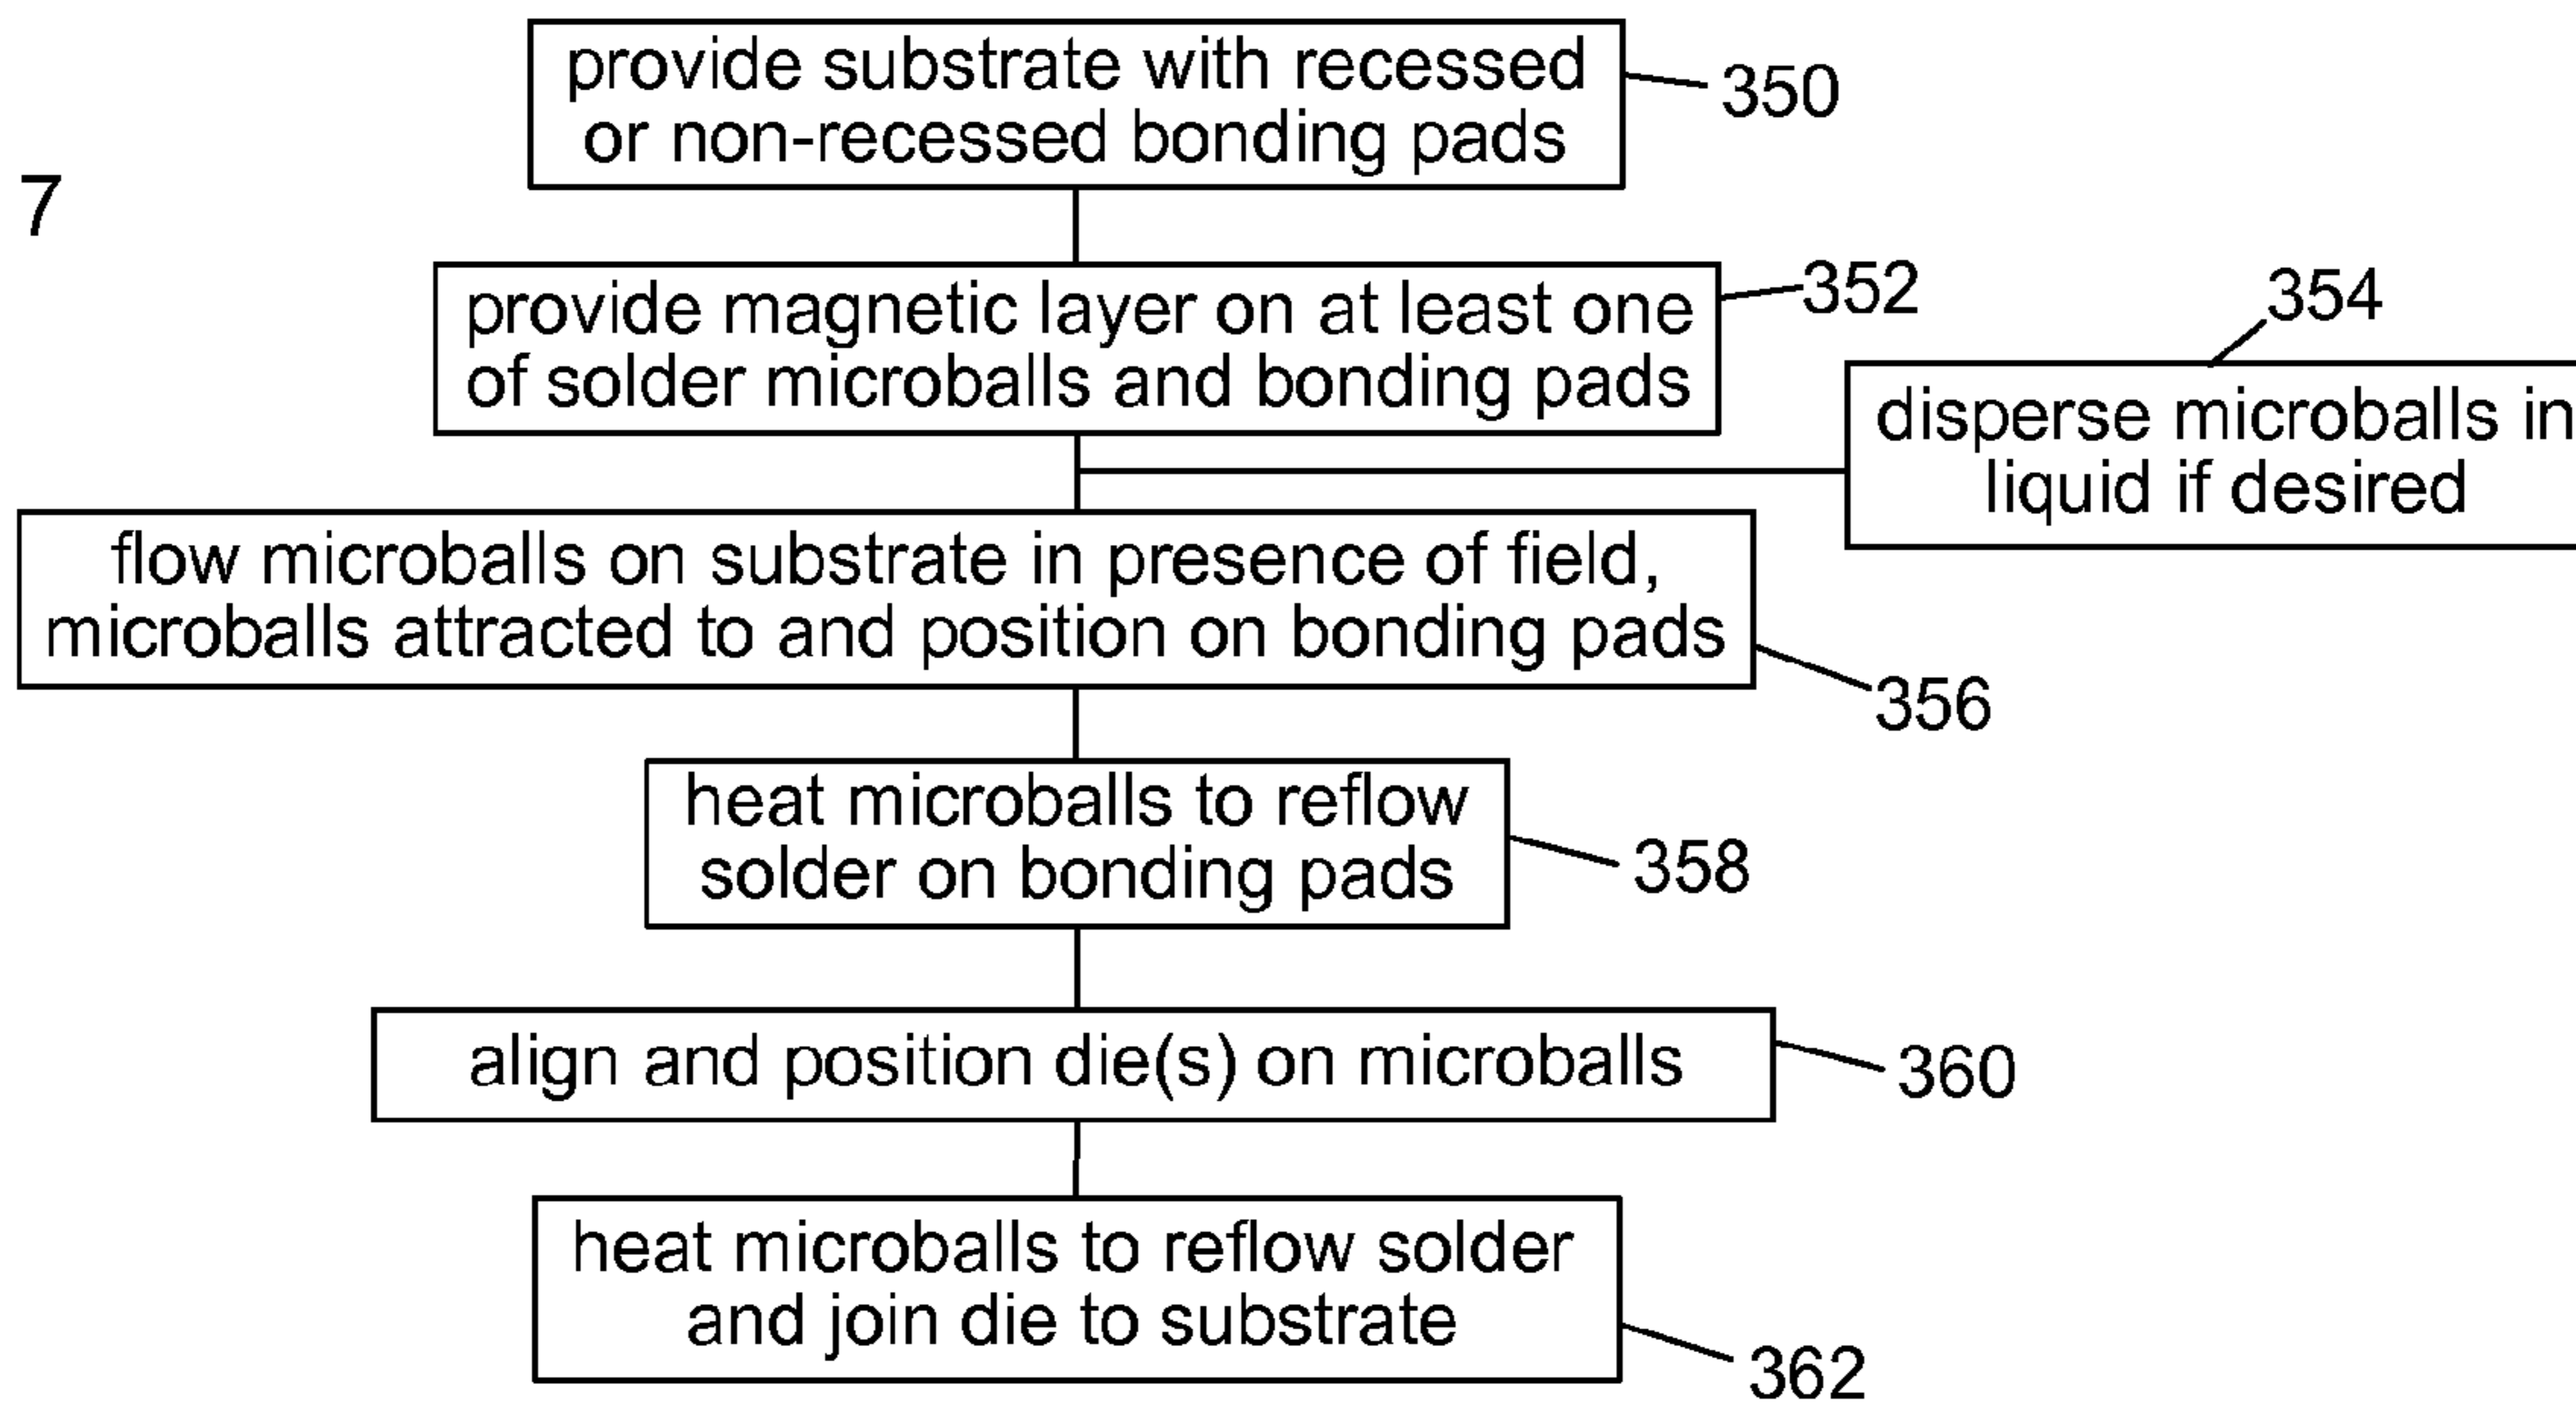 provide substrate with recessed
or non-recessed bonding pads
350
7
provide magnetic layer on at least one
of solder microballs and bonding pads
352
354
disperse microballs in
liquid if desired
flow microballs on substrate in presence of field,
microballs attracted to and position on bonding pads
356
heat microballs to reflow
solder on bonding pads
358
align and position die(s) on microballs
360
heat microballs to reflow solder
and join die to substrate
362